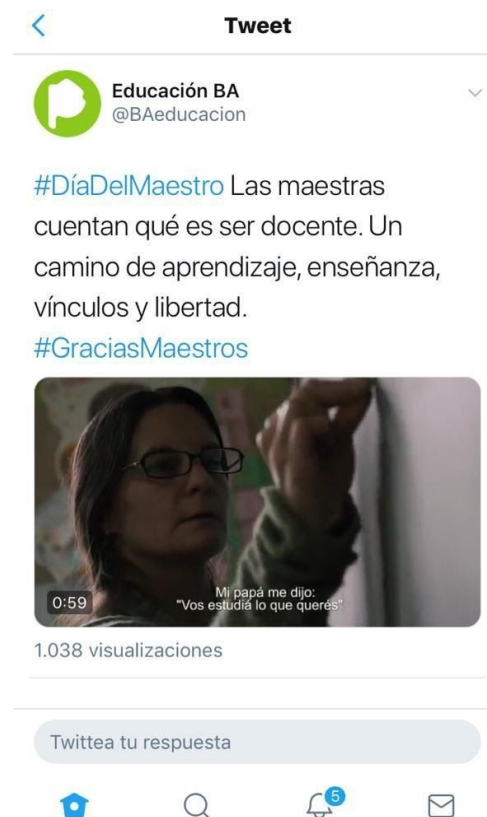 Tweet
Educación BA
@BAeducacion
#DíaDelMaestro Las maestras
cuentan qué es ser docente. Un
camino de aprendizaje, enseñanza,
vínculos y libertad.
#GraciasMaestros
Mi papá me dijo:
"Vos estudiá lo que querés"
0:59
1.038 visualizaciones
Twittea tu respuesta
5